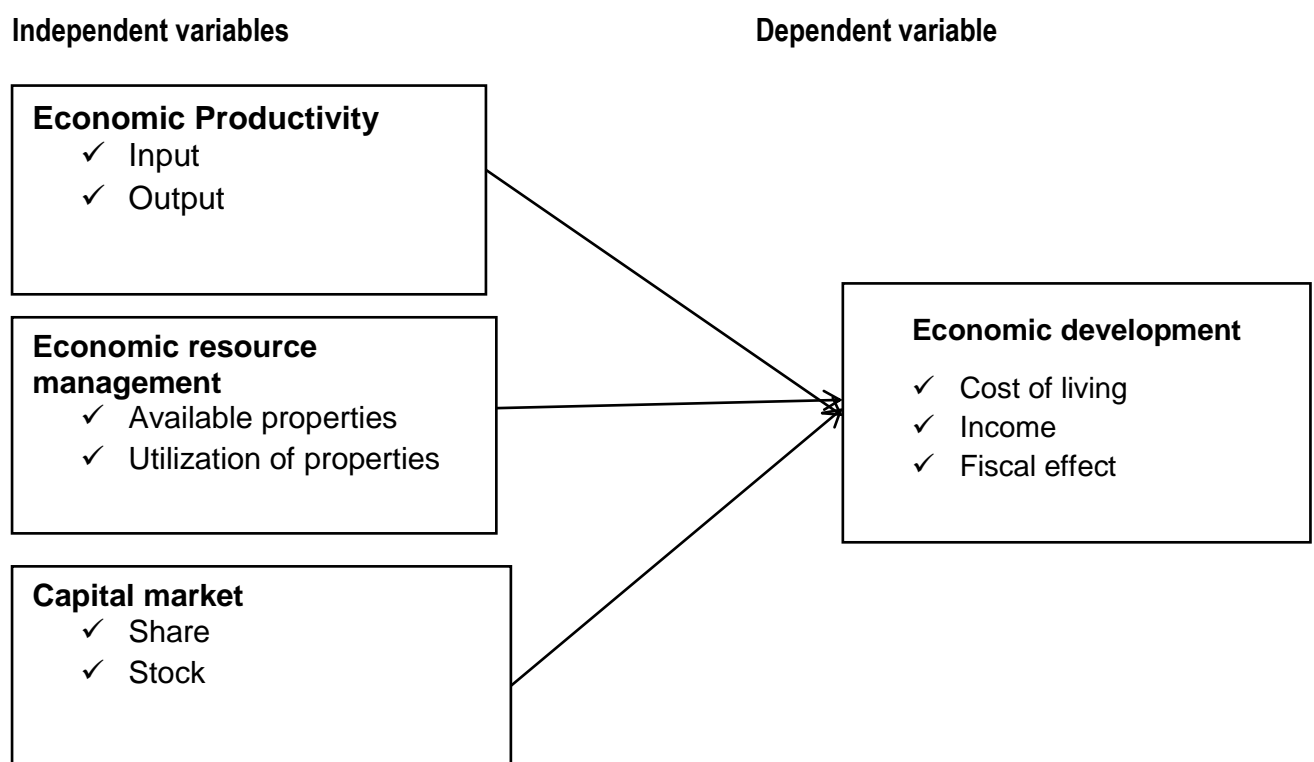 Independent variables
Dependent variable
Economic Productivity
✓ Input
✓ Output
Economic resource
management
✓ Available properties
✓ Utilization of properties
Capital market
✓ Share
✓ Stock
Economic development
✓ Cost of living
✓ Income
✓ Fiscal effect